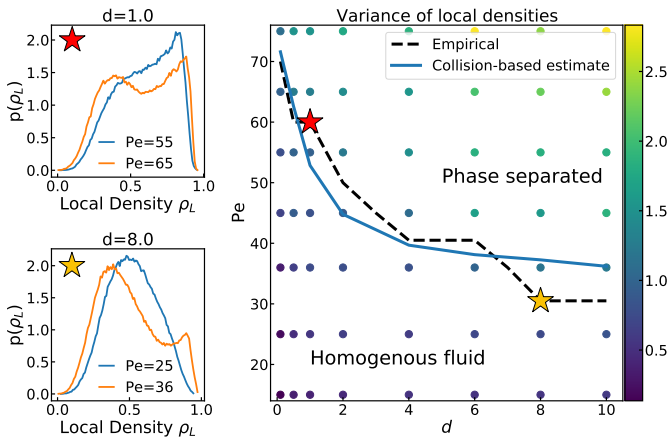 d=1.0
p(ρL)
2.0
1.5
1.0
0.5
0.0
Pe=55
Pe=65
0.0 0.5 1.0
Local Density ρL
d=8.0
p(ρL)
2.0
1.5
1.0
0.5
0.0
Pe=25
Pe=36
0.0 0.5 1.0
Local Density ρL
Variance of local densities
Empirical
Collision-based estimate
Pe
70
60
50
40
30
20
Phase separated
Homogenous fluid
0 2 4 6 8 10
d
2.5
2.0
1.5
1.0
0.5